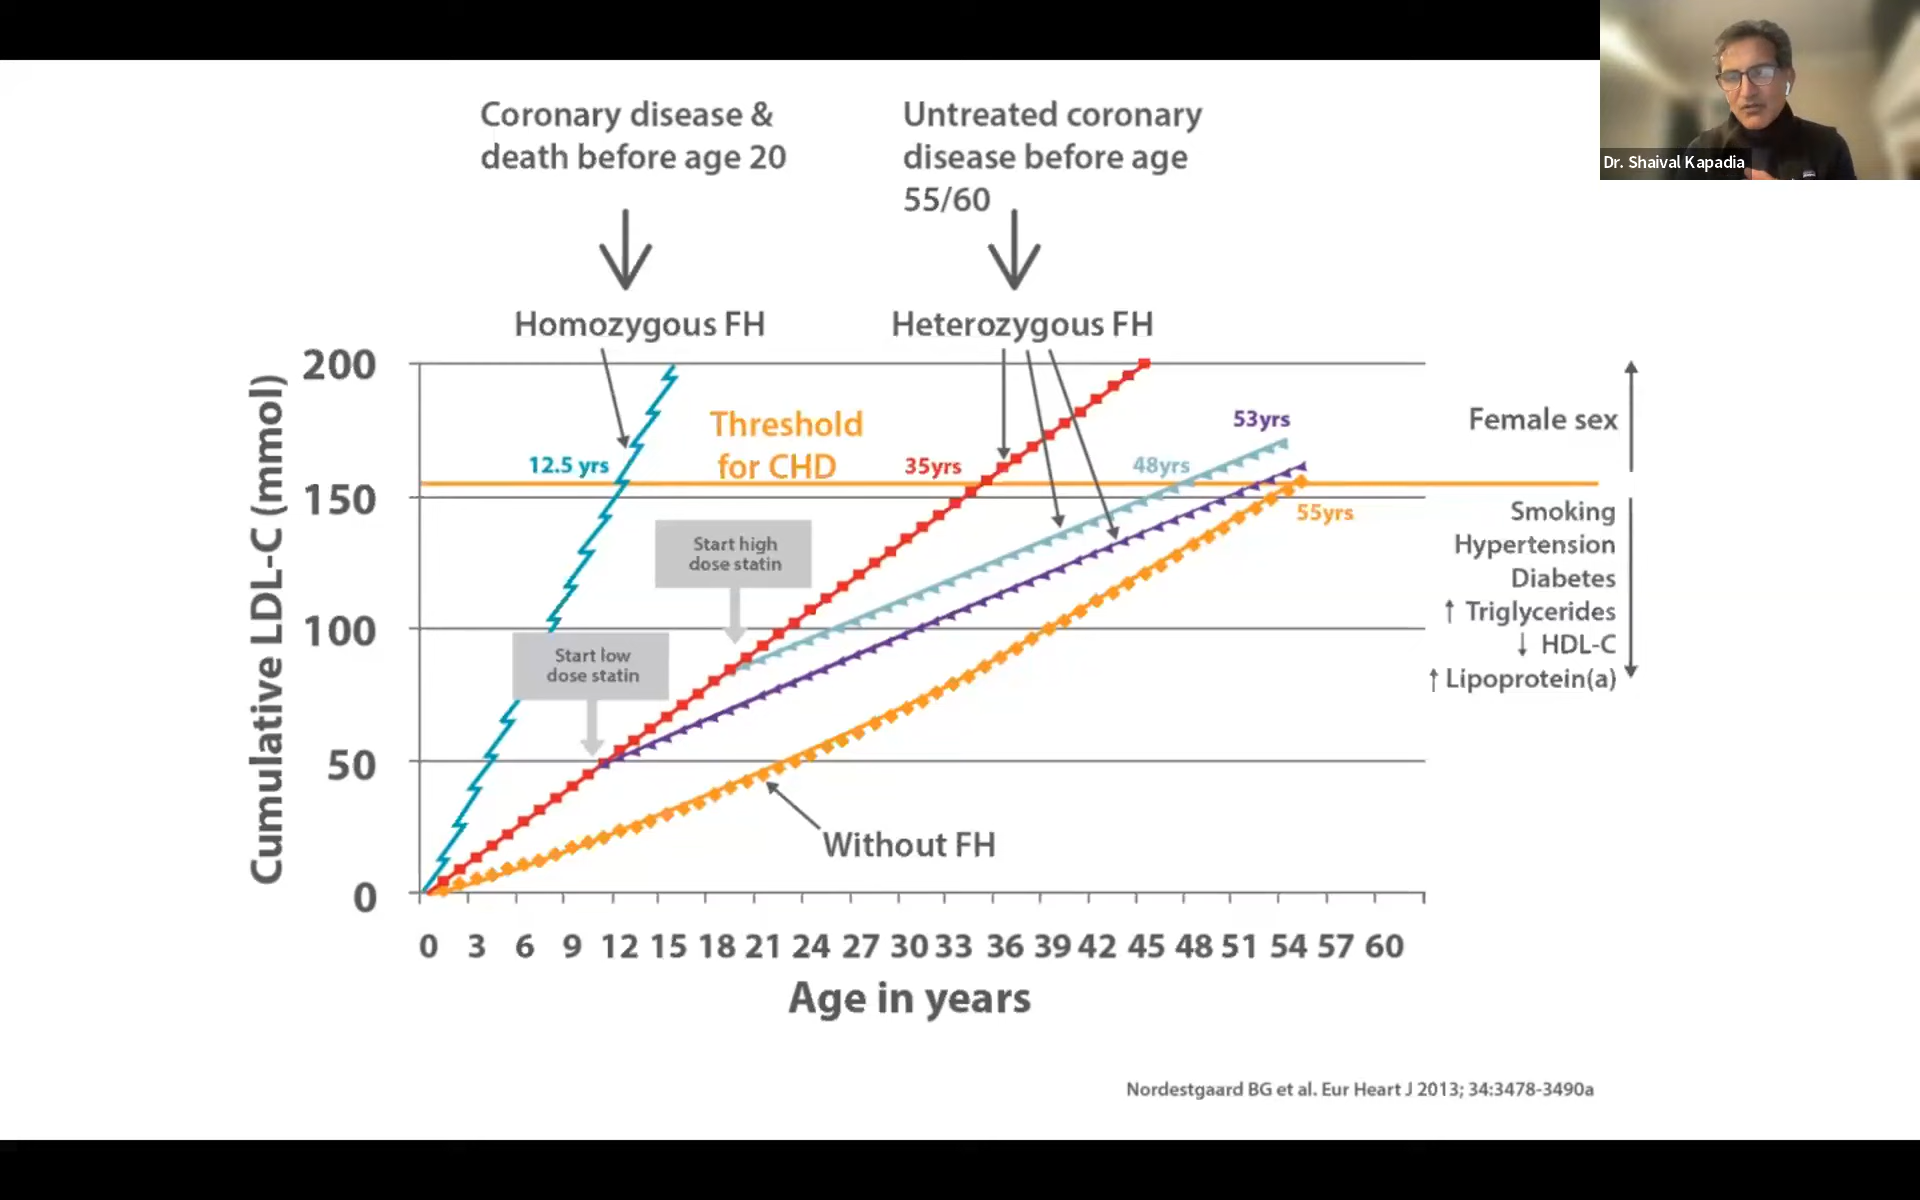 Dr. Shaival Kapadia
Coronary disease &
death before age 20
Untreated coronary
disease before age
55/60
Homozygous FH
Heterozygous FH
Cumulative LDL-C (mmol)
200
150
100
50
0
Threshold
for CHD
12.5 yrs
35yrs
48yrs
53yrs
55yrs
Start high
dose statin
Start low
dose statin
Without FH
Female sex
Smoking
Hypertension
Diabetes
↑ Triglycerides
↓ HDL-C
↑ Lipoprotein(a)
0 3 6 9 12 15 18 21 24 27 30 33 36 39 42 45 48 51 54 57 60
Age in years
Nordestgaard BG et al. Eur Heart J 2013; 34:3478-3490a